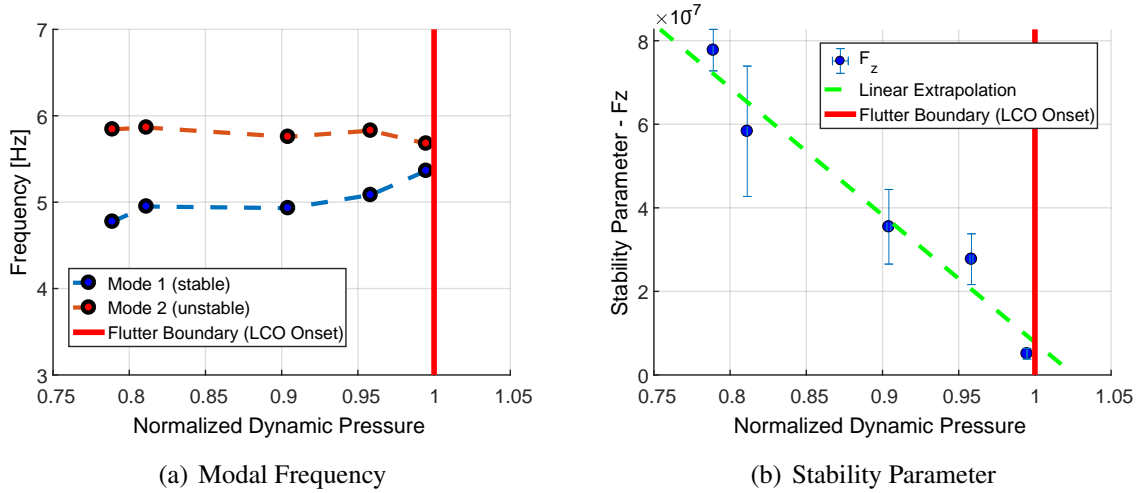 7
6
5
4
3
Frequency [Hz]
Mode 1 (stable)
Mode 2 (unstable)
Flutter Boundary (LCO Onset)
0.75 0.8 0.85 0.9 0.95 1 1.05
Normalized Dynamic Pressure
(a) Modal Frequency
×10⁻⁷
8
6
4
2
0
Stability Parameter - Fz
F_z
Linear Extrapolation
Flutter Boundary (LCO Onset)
0.75 0.8 0.85 0.9 0.95 1 1.05
Normalized Dynamic Pressure
(b) Stability Parameter